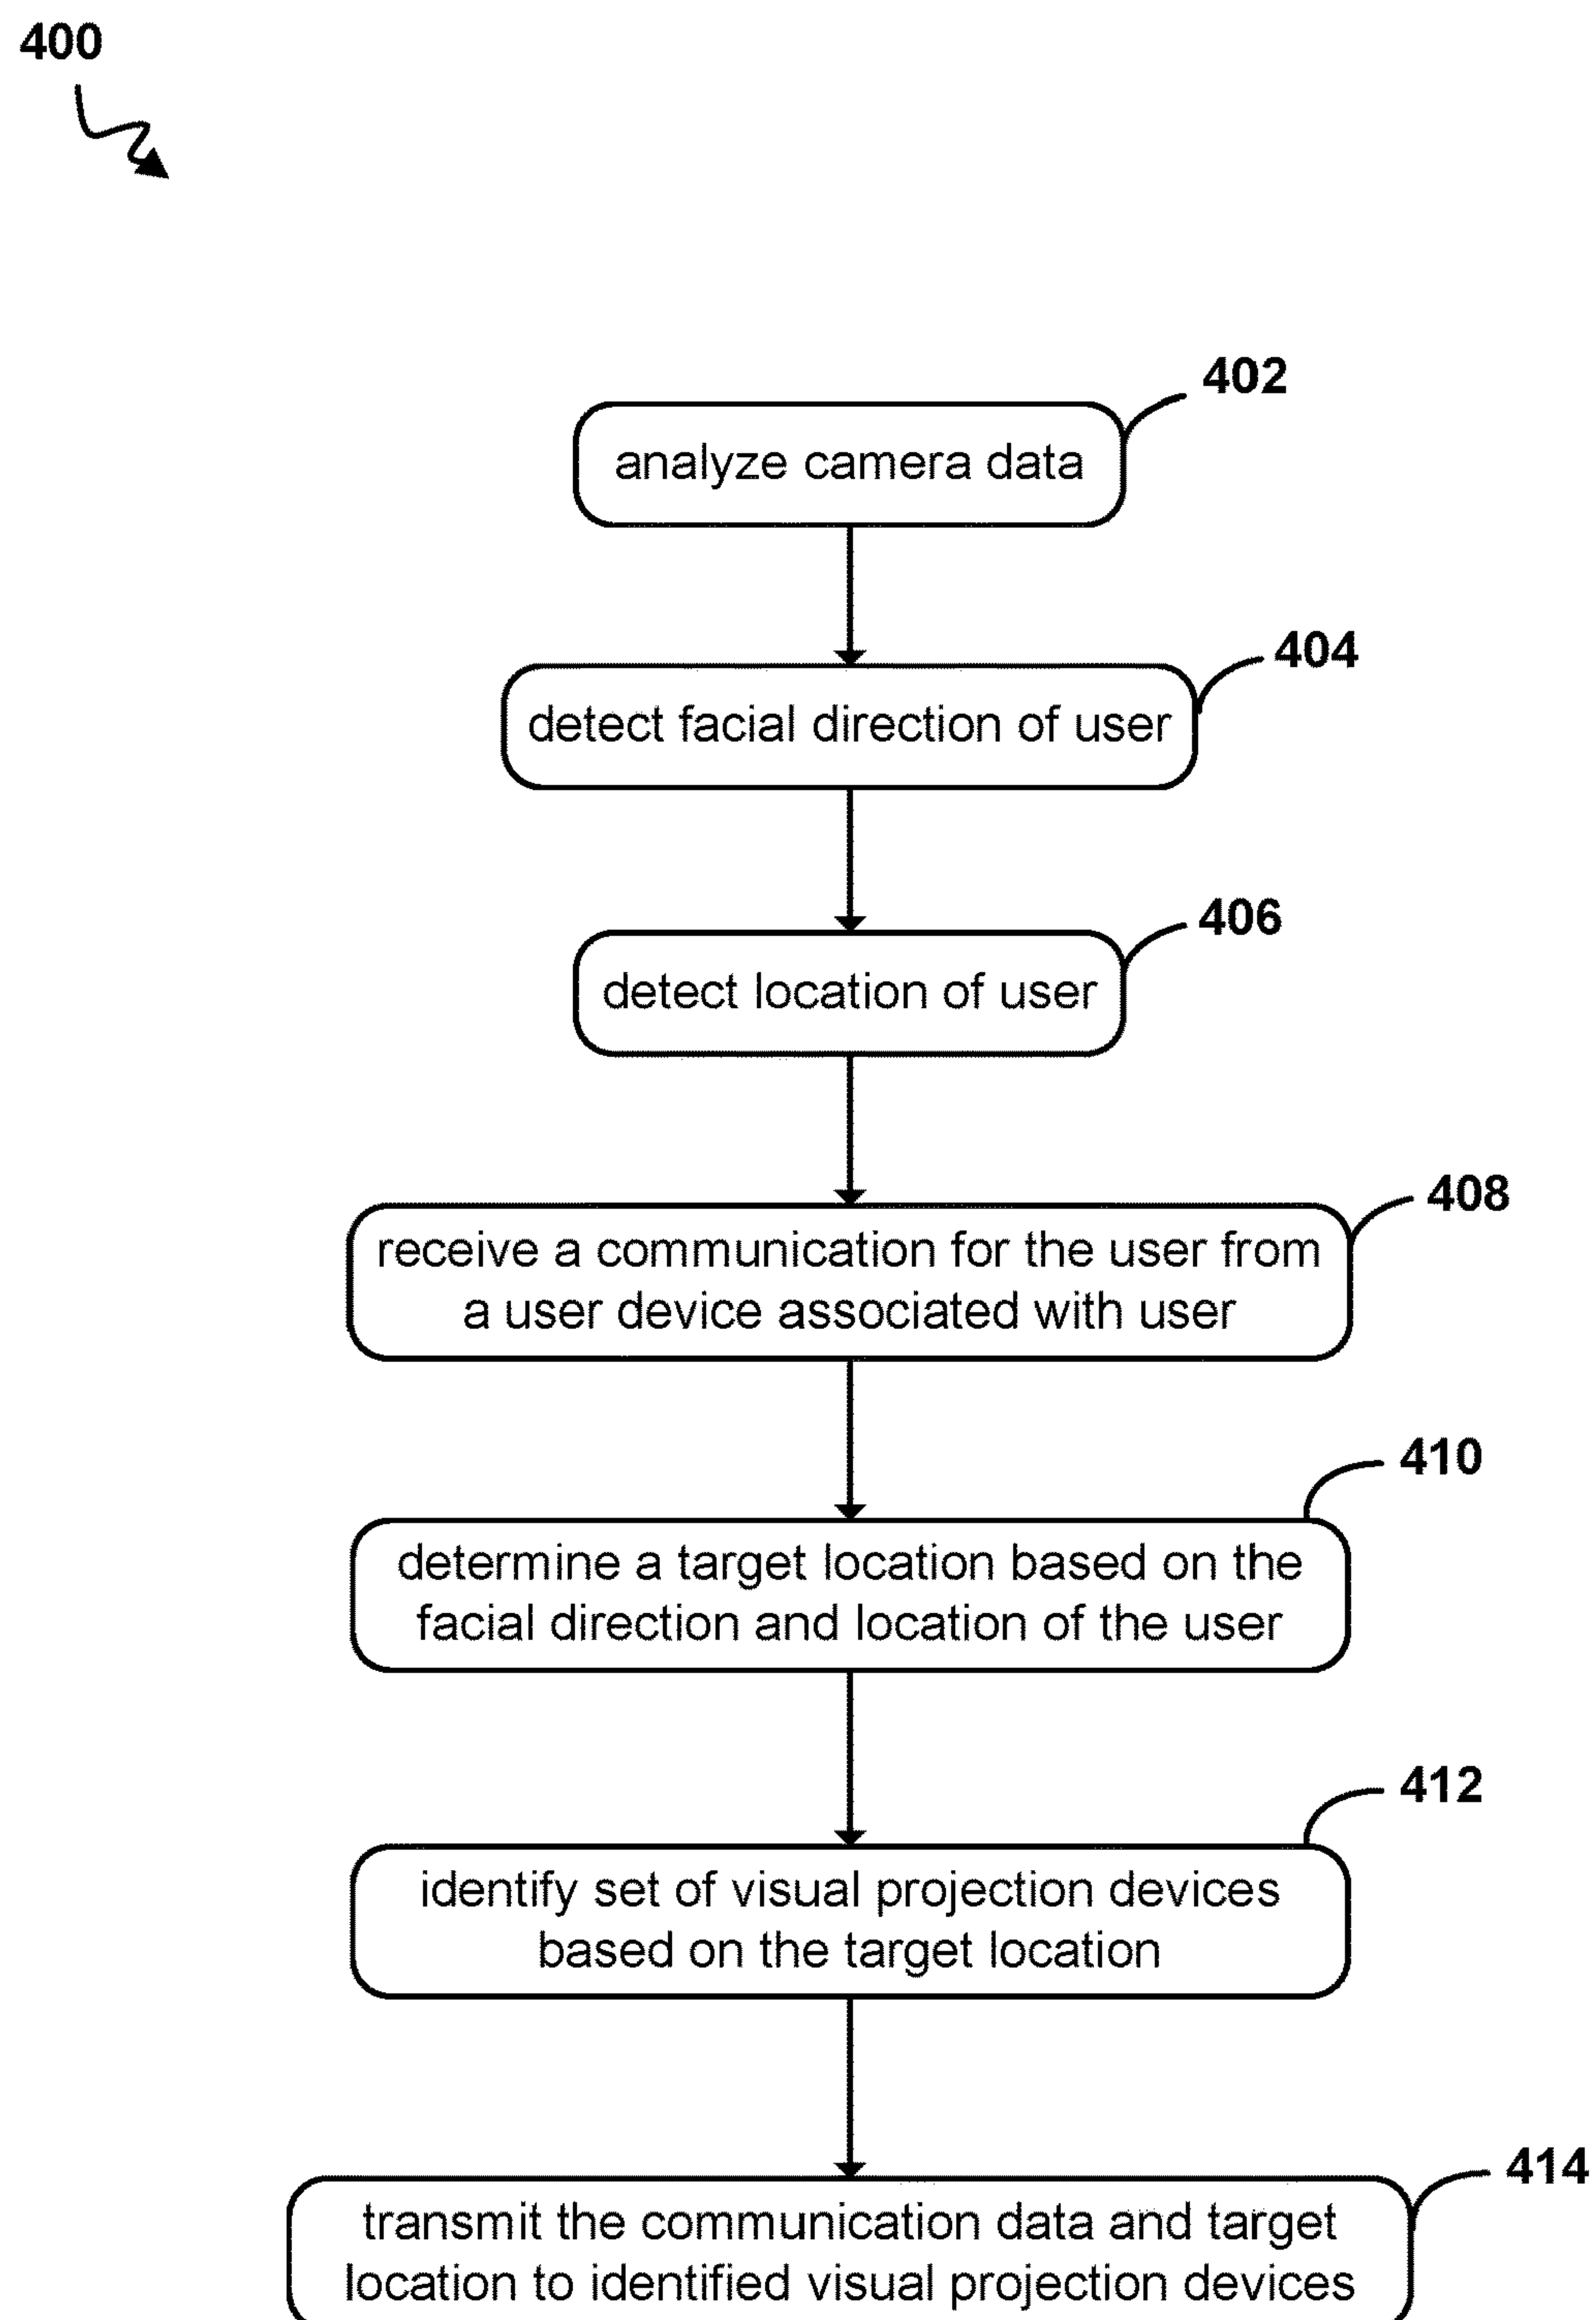 400
402
analyze camera data
404
detect facial direction of user
406
detect location of user
408
receive a communication for the user from
a user device associated with user
410
determine a target location based on the
facial direction and location of the user
412
identify set of visual projection devices
based on the target location
414
transmit the communication data and target
location to identified visual projection devices